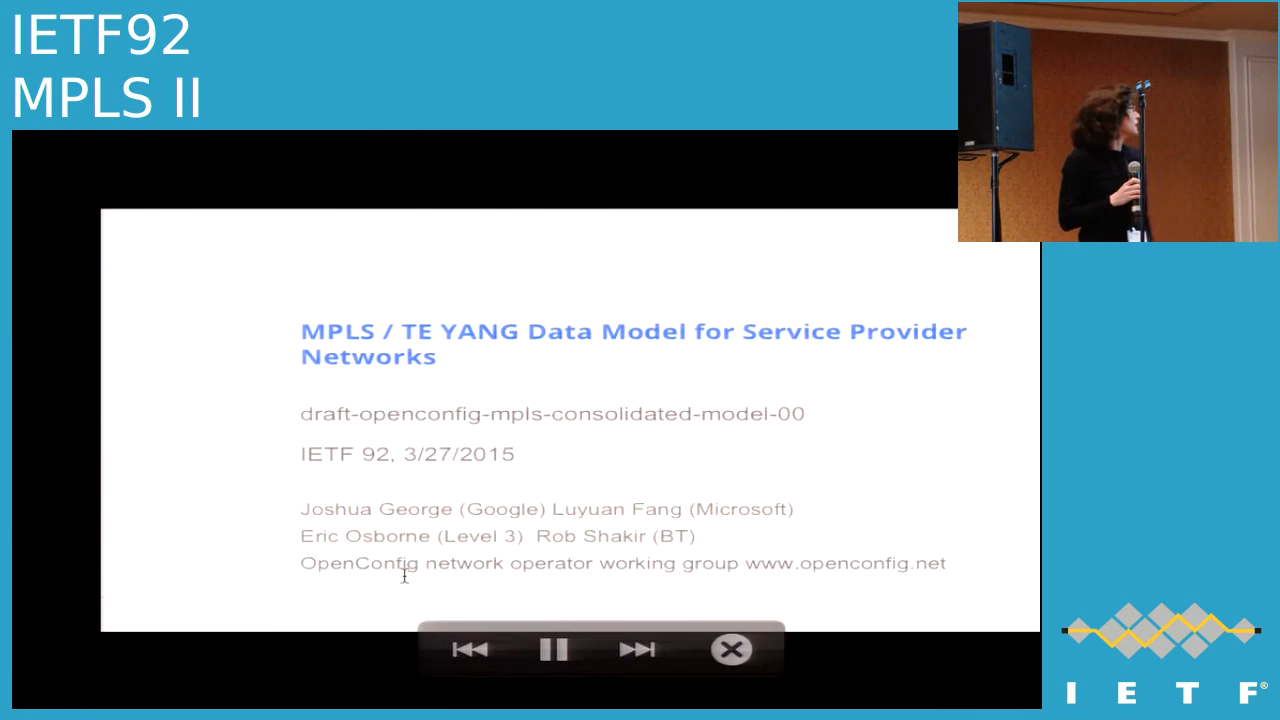 IETF92
MPLS II
MPLS / TE YANG Data Model for Service Provider
Networks
draft-openconfig-mpls-consolidated-model-00
IETF 92, 3/27/2015
Joshua George (Google) Luyuan Fang (Microsoft)
Eric Osborne (Level 3)  Rob Shakir (BT)
OpenConfig network operator working group www.openconfig.net
I E T F®